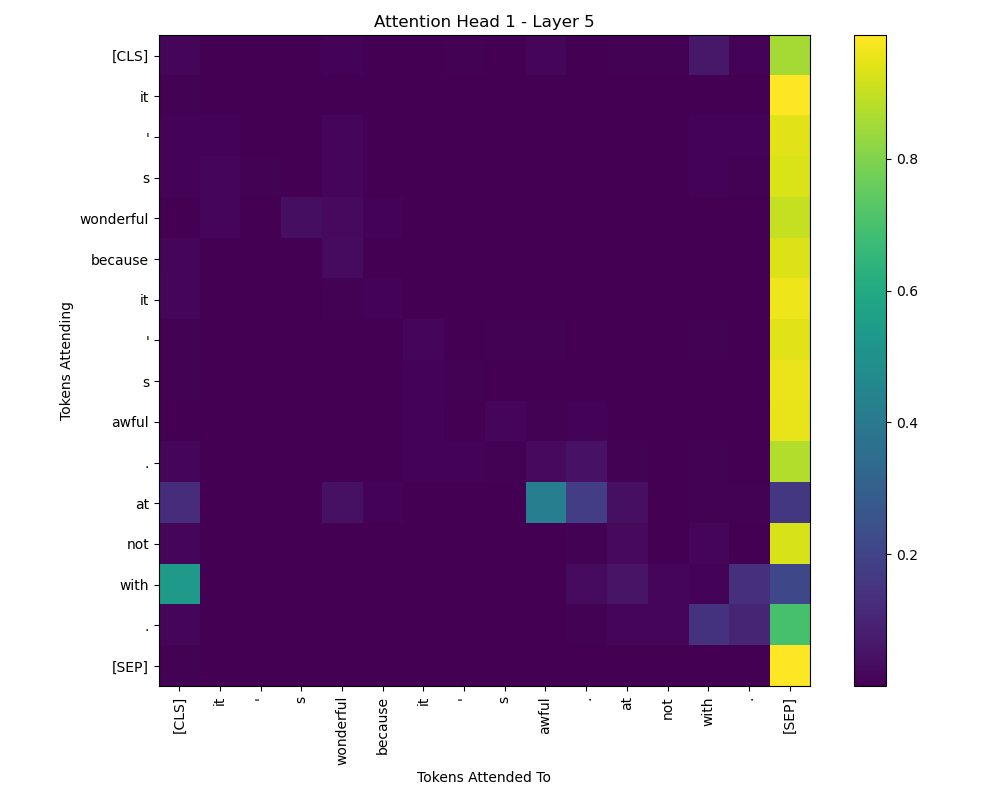 Attention Head 1 - Layer 5
Tokens Attending
[CLS]
it
'
s
wonderful
because
it
'
s
awful
.
at
not
with
.
[SEP]
[CLS]
it
'
s
wonderful
because
it
'
s
awful
.
at
not
with
.
[SEP]
Tokens Attended To
0.8
0.6
0.4
0.2